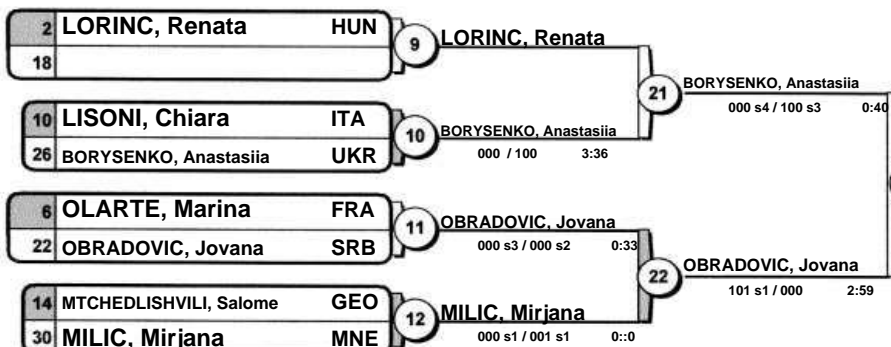 2 LORINC, Renata HUN
18
9
LORINC, Renata
10 LISONI, Chiara ITA
26 BORYSENKO, Anastasiia UKR
10
BORYSENKO, Anastasiia
000 / 100 3:36
21
BORYSENKO, Anastasiia
000 s4 / 100 s3 0:40
6 OLARTE, Marina FRA
22 OBRADOVIC, Jovana SRB
11
OBRADOVIC, Jovana
000 s3 / 000 s2 0:33
14 MTCHEDLISHVILI, Salome GEO
30 MILIC, Mirjana MNE
12
MILIC, Mirjana
000 s1 / 001 s1 0::0
22
OBRADOVIC, Jovana
101 s1 / 000 2:59